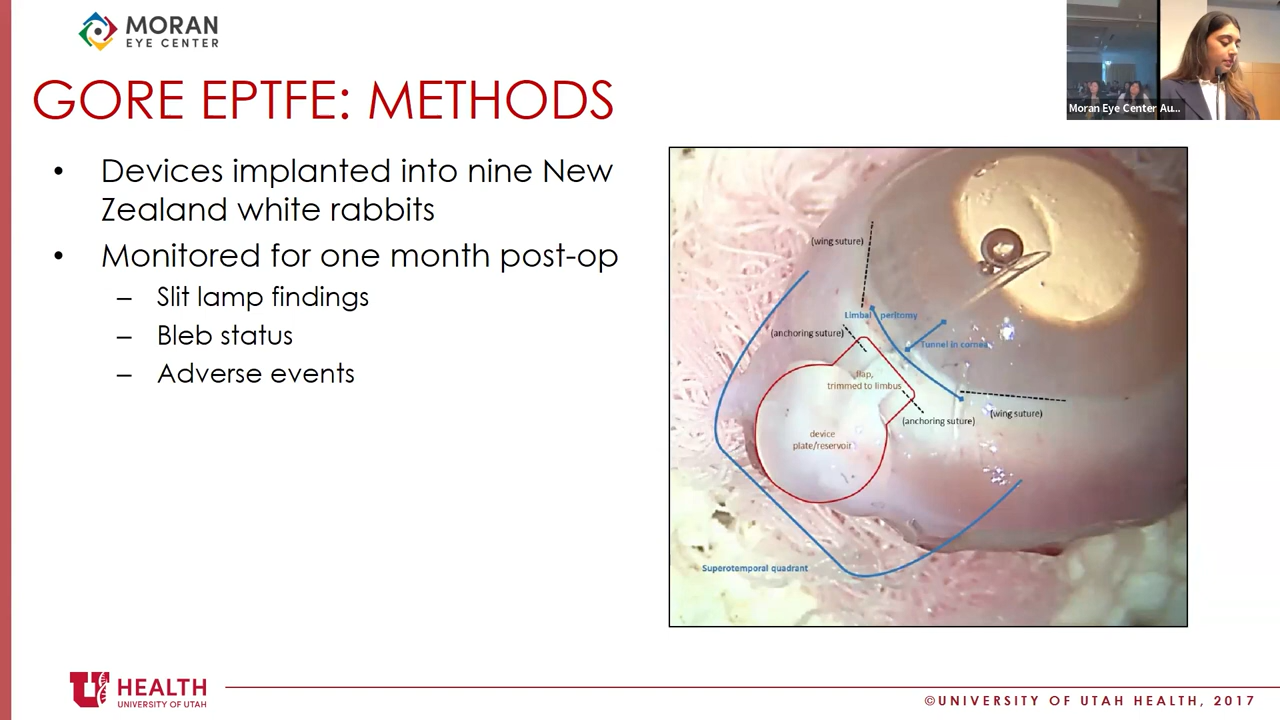 MORAN
EYE CENTER
Moran Eye Center Au...
GORE EPTFE: METHODS
• Devices implanted into nine New
Zealand white rabbits
• Monitored for one month post-op
– Slit lamp findings
– Bleb status
– Adverse events
(wing suture)
Limbal peritomy
(anchoring suture)
Tunnel in cornea
flap,
trimmed to limbus
(wing suture)
(anchoring suture)
device
plate/reservoir
Superotemporal quadrant
U HEALTH
UNIVERSITY OF UTAH
©UNIVERSITY OF UTAH HEALTH, 2017